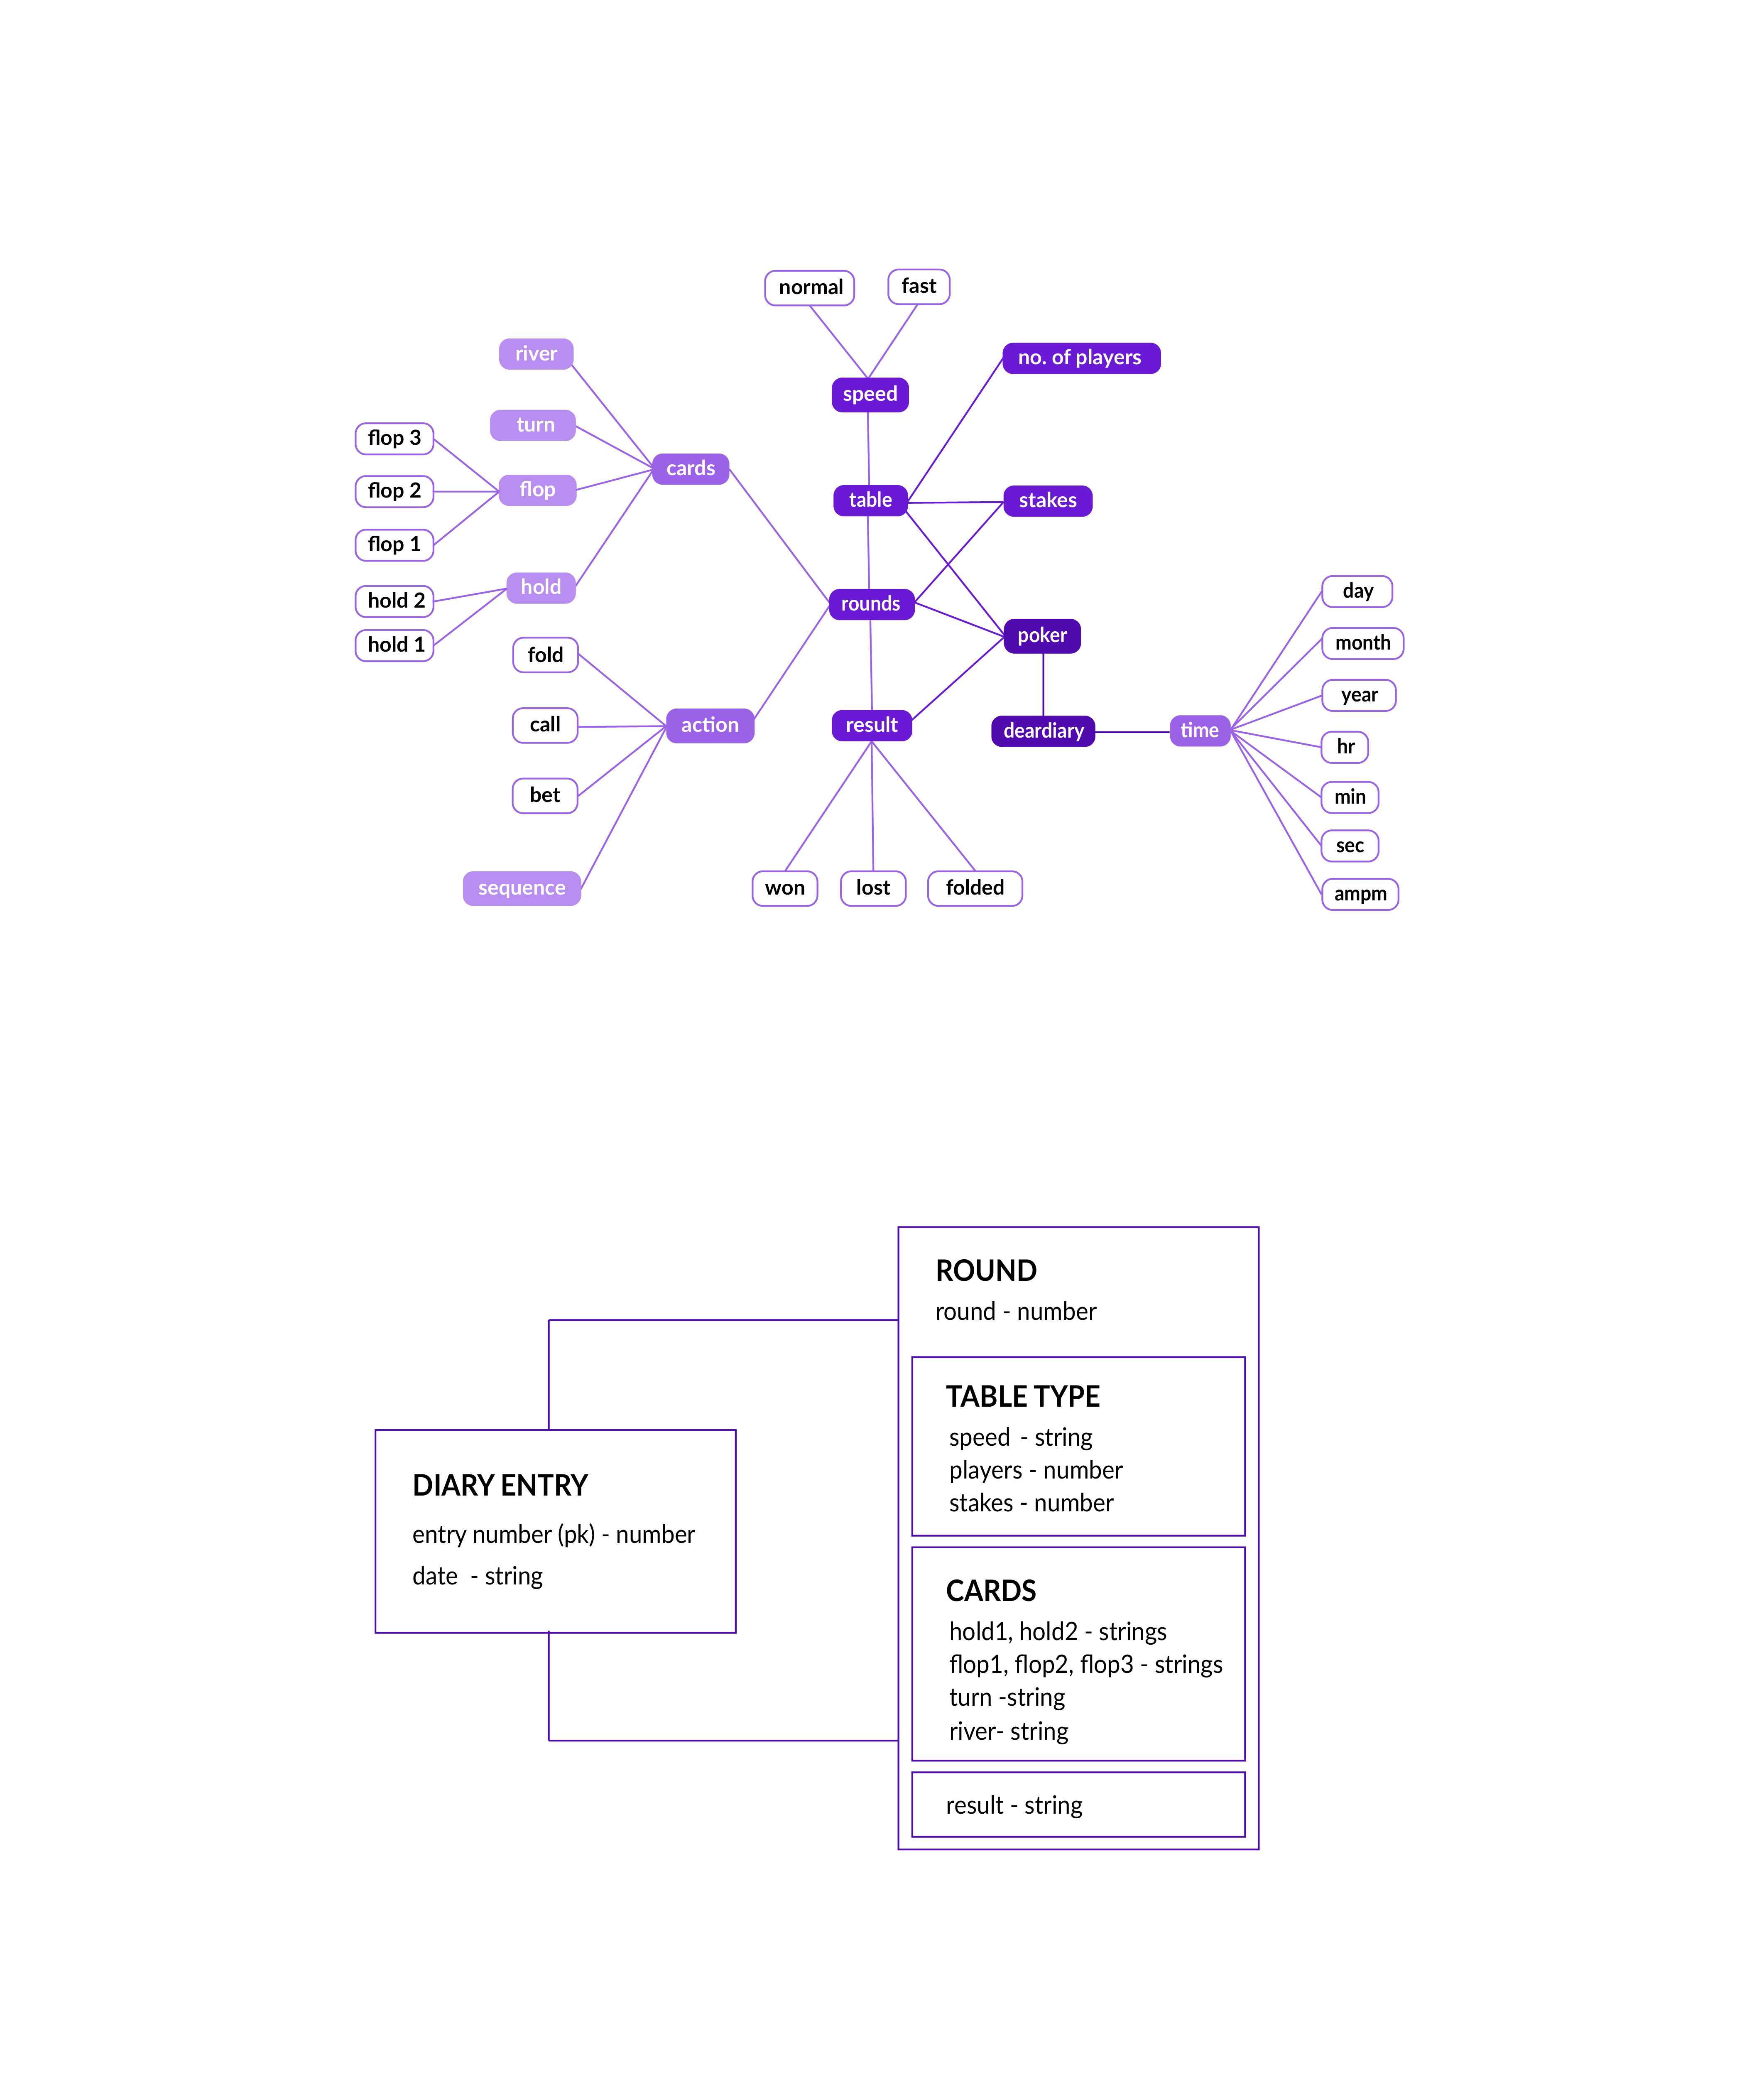 normal
fast
river
no. of players
speed
turn
flop 3
cards
flop
flop 2
table
stakes
flop 1
hold
hold 2
rounds
day
hold 1
poker
month
fold
year
call
action
result
deardiary
time
hr
bet
min
sec
sequence
won
lost
folded
ampm
ROUND
round - number
TABLE TYPE
speed - string
players - number
stakes - number
DIARY ENTRY
entry number (pk) - number
date - string
CARDS
hold1, hold2 - strings
flop1, flop2, flop3 - strings
turn -string
river- string
result - string